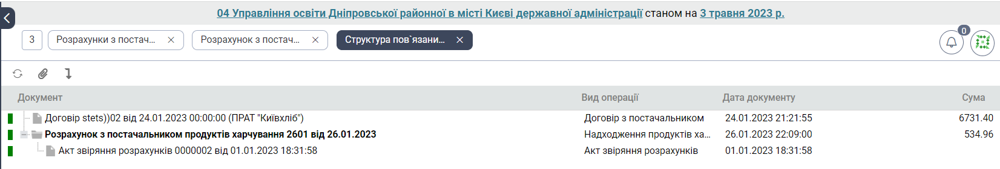 04 Управління освіти Дніпровської районної в місті Києві державної адміністрації станом на 3 травня 2023 р.
3 Розрахунки з постач... Розрахунок з постач... Структура пов`язани... 0
Документ Вид операції Дата документу Сума
Договір stets))02 від 24.01.2023 00:00:00 (ПРАТ "Київхліб") Договір з постачальником 24.01.2023 21:21:55 6731.40
Розрахунок з постачальником продуктів харчування 2601 від 26.01.2023 Надходження продуктів ха... 26.01.2023 22:09:00 534.96
Акт звіряння розрахунків 0000002 від 01.01.2023 18:31:58 Акт звіряння розрахунків 01.01.2023 18:31:58